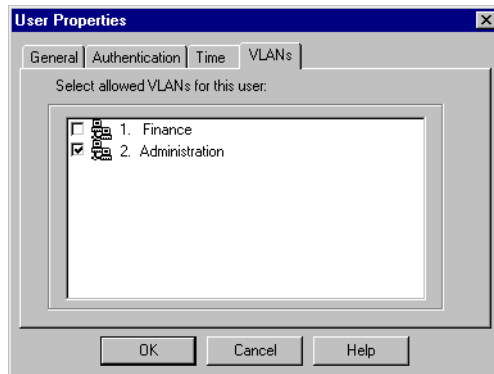 User Properties
General Authentication Time VLANs
Select allowed VLANs for this user:
1. Finance
2. Administration
OK Cancel Help